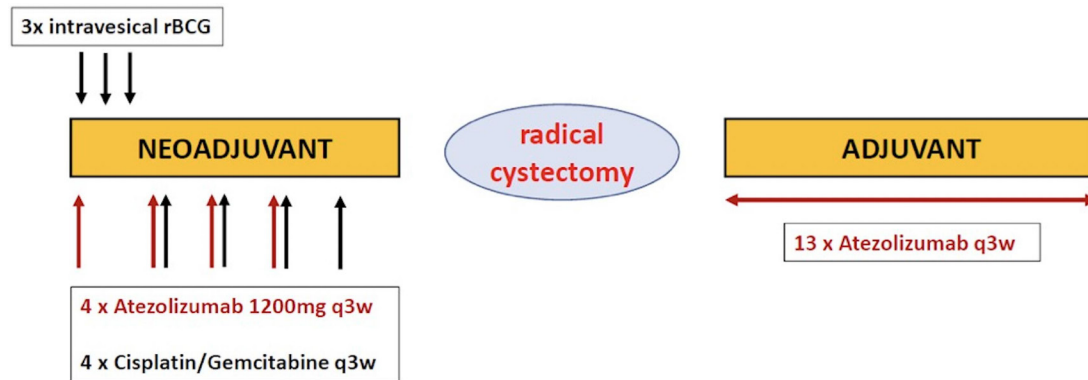 3x intravesical rBCG
NEOADJUVANT
radical
cystectomy
ADJUVANT
13 x Atezolizumab q3w
4 x Atezolizumab 1200mg q3w
4 x Cisplatin/Gemcitabine q3w